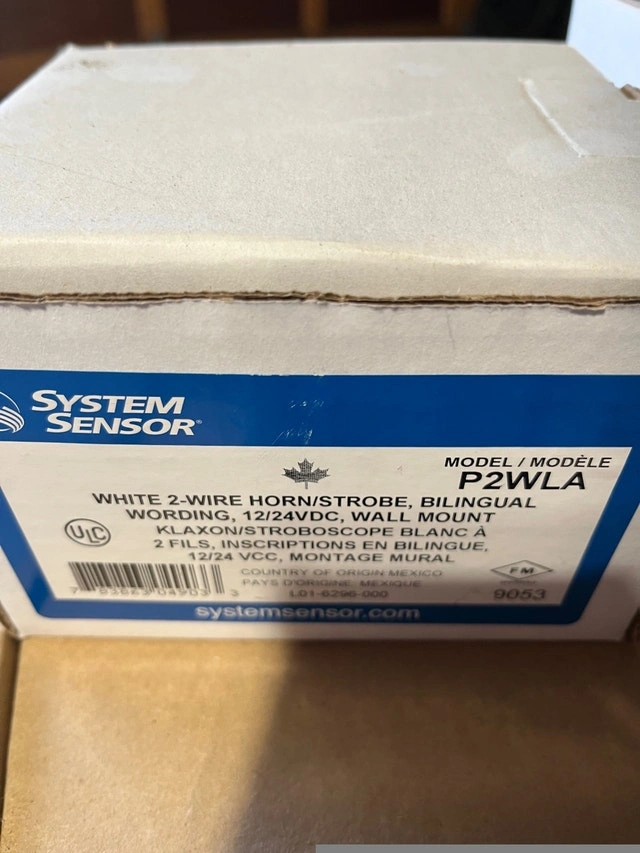 SYSTEM
SENSOR
MODEL / MODÈLE
P2WLA
WHITE 2-WIRE HORN/STROBE, BILINGUAL
WORDING, 12/24VDC, WALL MOUNT
KLAXON/STROBOSCOPE BLANC À
2 FILS, INSCRIPTIONS EN BILINGUE,
12/24 VCC, MONTAGE MURAL
ULC
COUNTRY OF ORIGIN MEXICO
PAYS D'ORIGINE: MEXIQUE
L01-6296-000
FM
9053
systemsensor.com